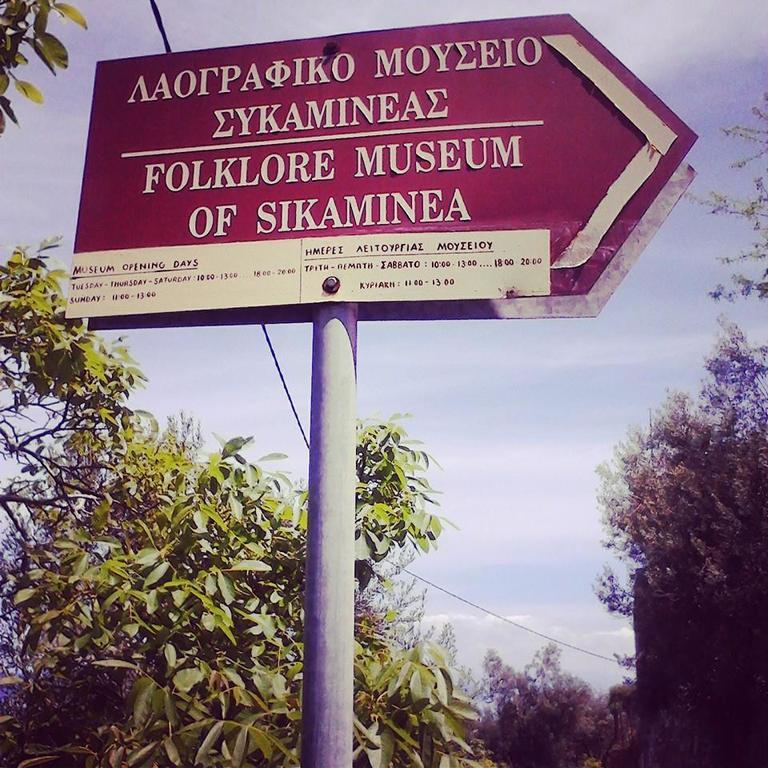 ΛΑΟΓΡΑΦΙΚΟ ΜΟΥΣΕΙΟ
ΣΥΚΑΜΙΝΕΑΣ
FOLKLORE MUSEUM
OF SIKAMINEA
MUSEUM OPENING DAYS
TUESDAY-THURSDAY-SATURDAY: 10:00-13:00.... 18:00-20:00
SUNDAY: 11:00-13:00
ΗΜΕΡΕΣ ΛΕΙΤΟΥΡΓΙΑΣ ΜΟΥΣΕΙΟΥ
ΤΡΙΤΗ-ΠΕΜΠΤΗ-ΣΑΒΒΑΤΟ: 10:00-13:00.... 18:00-20:00
ΚΥΡΙΑΚΗ: 11:00-13:00